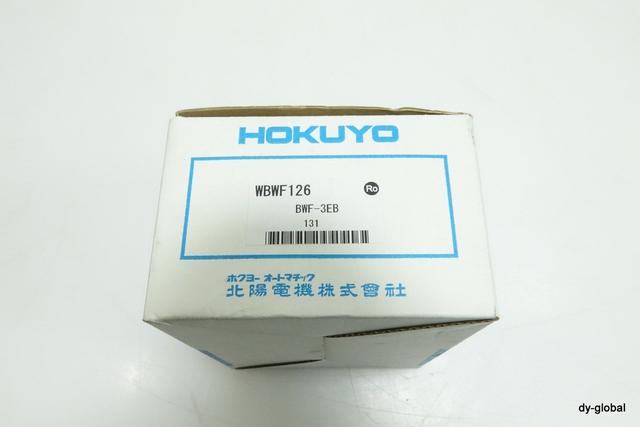 HOKUYO
WBWF126 Ro
BWF-3EB
131
ホクヨー オートマチック
北陽電機株式會社
dy-global